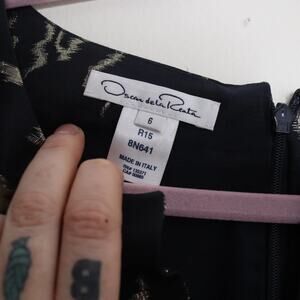 Oscar de la Renta
6
R15
8N641
MADE IN ITALY
B